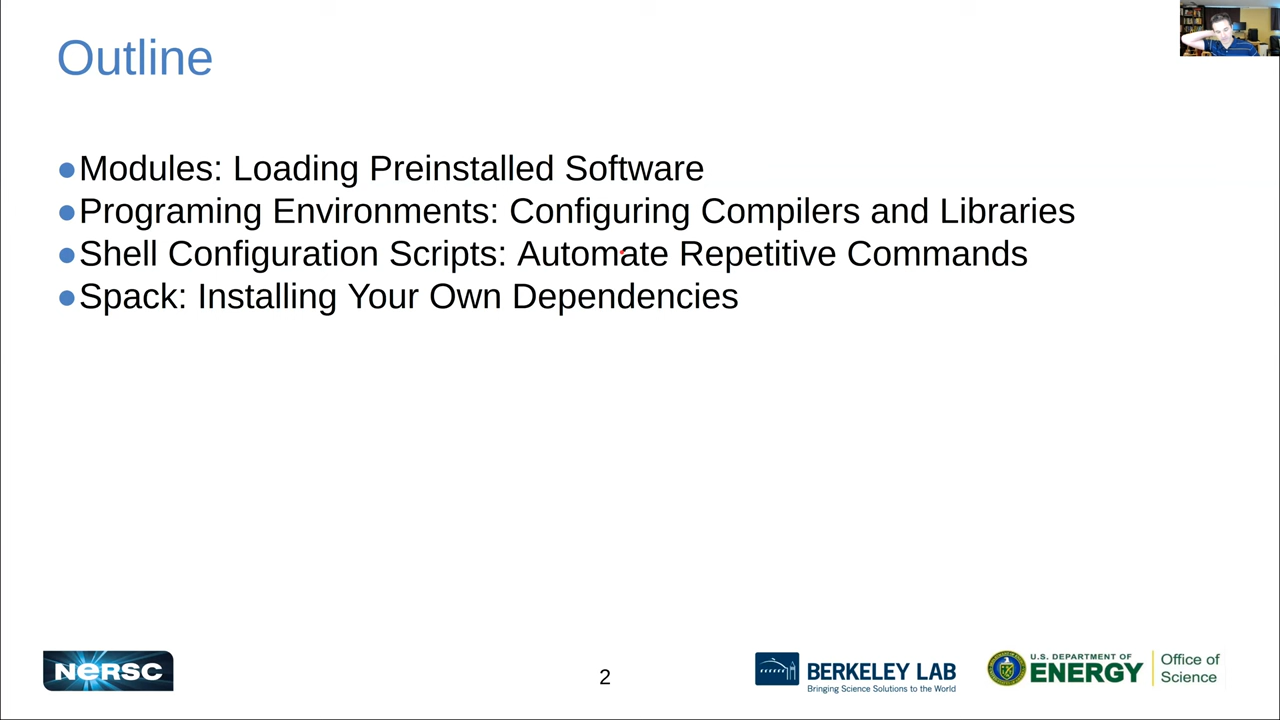 Outline
●Modules: Loading Preinstalled Software
●Programing Environments: Configuring Compilers and Libraries
●Shell Configuration Scripts: Automate Repetitive Commands
●Spack: Installing Your Own Dependencies
NERSC
2
BERKELEY LAB
Bringing Science Solutions to the World
U.S. DEPARTMENT OF
ENERGY
Office of
Science